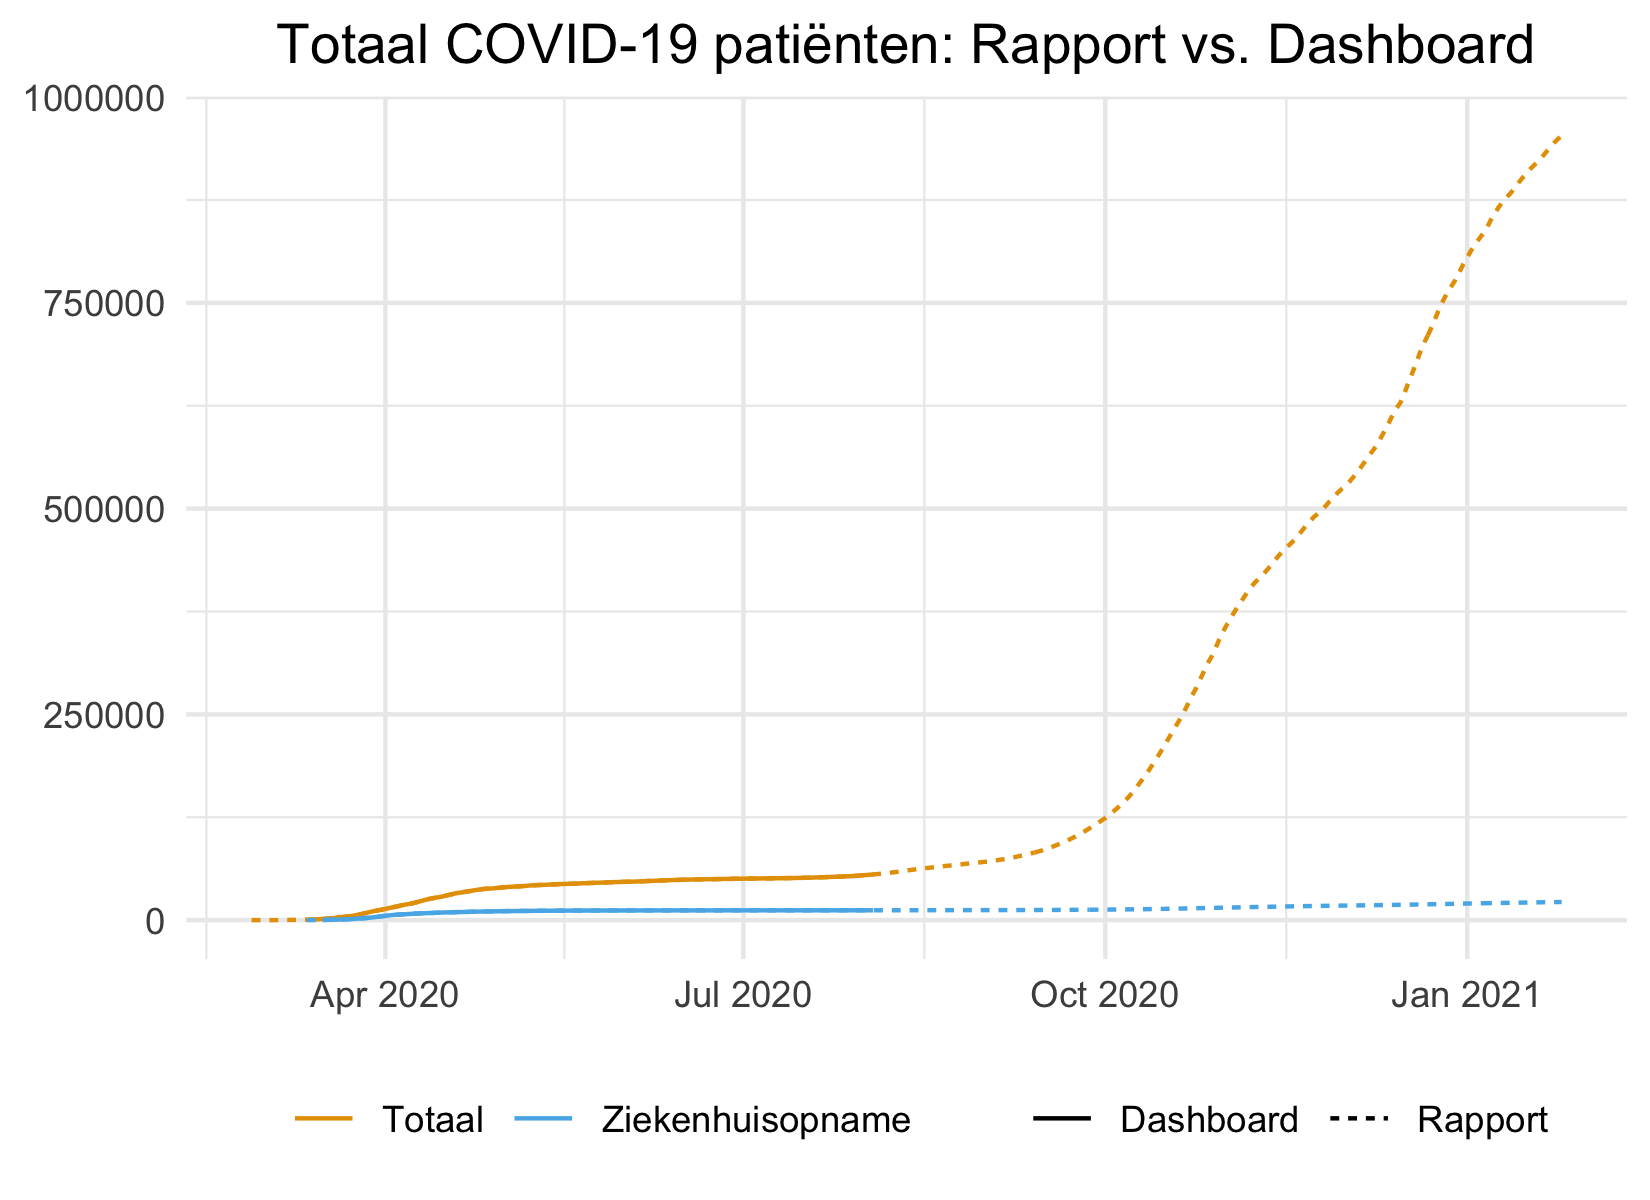 Totaal COVID-19 patiënten: Rapport vs. Dashboard
1000000
750000
500000
250000
0
Apr 2020 Jul 2020 Oct 2020 Jan 2021
Totaal Ziekenhuisopname Dashboard Rapport